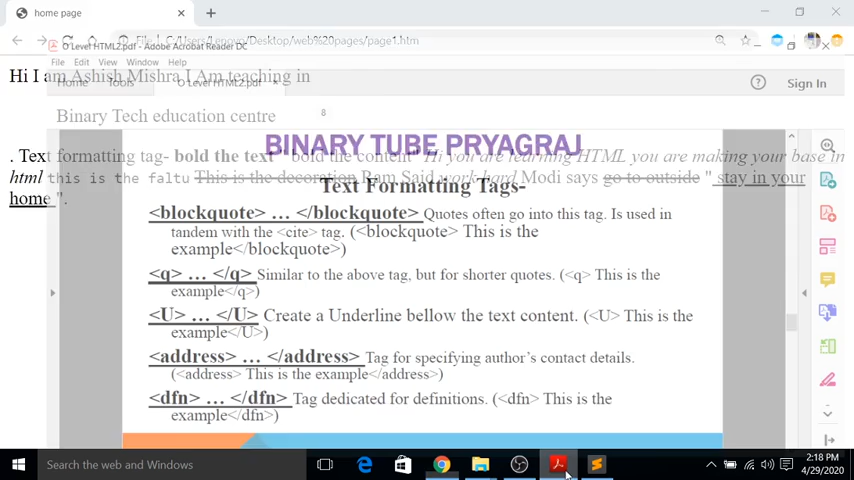 home page
File C:/Users/Lenovo/Desktop/web%20pages/page1.htm
O Level HTML2.pdf - Adobe Acrobat Reader DC
File Edit View Window Help
Hi I am Ashish Mishra I Am teaching in
Home Tools O Level HTML2.pdf Sign In
Binary Tech education centre
8
BINARY TUBE PRYAGRAJ
. Text formatting tag- bold the text " bold the content" Hi you are learning HTML you are making your base in
html this is the faltu This is the decoration Ram Said work hard Modi says go to outside " stay in your
home ".
Text Formatting Tags-
<blockquote> … </blockquote> Quotes often go into this tag. Is used in
tandem with the <cite> tag. (<blockquote> This is the
example</blockquote>)
<q> … </q> Similar to the above tag, but for shorter quotes. (<q> This is the
example</q>)
<U> … </U> Create a Underline bellow the text content. (<U> This is the
example</U>)
<address> … </address> Tag for specifying author's contact details.
(<address> This is the example</address>)
<dfn> … </dfn> Tag dedicated for definitions. (<dfn> This is the
example</dfn>)
Search the web and Windows
2:18 PM
4/29/2020